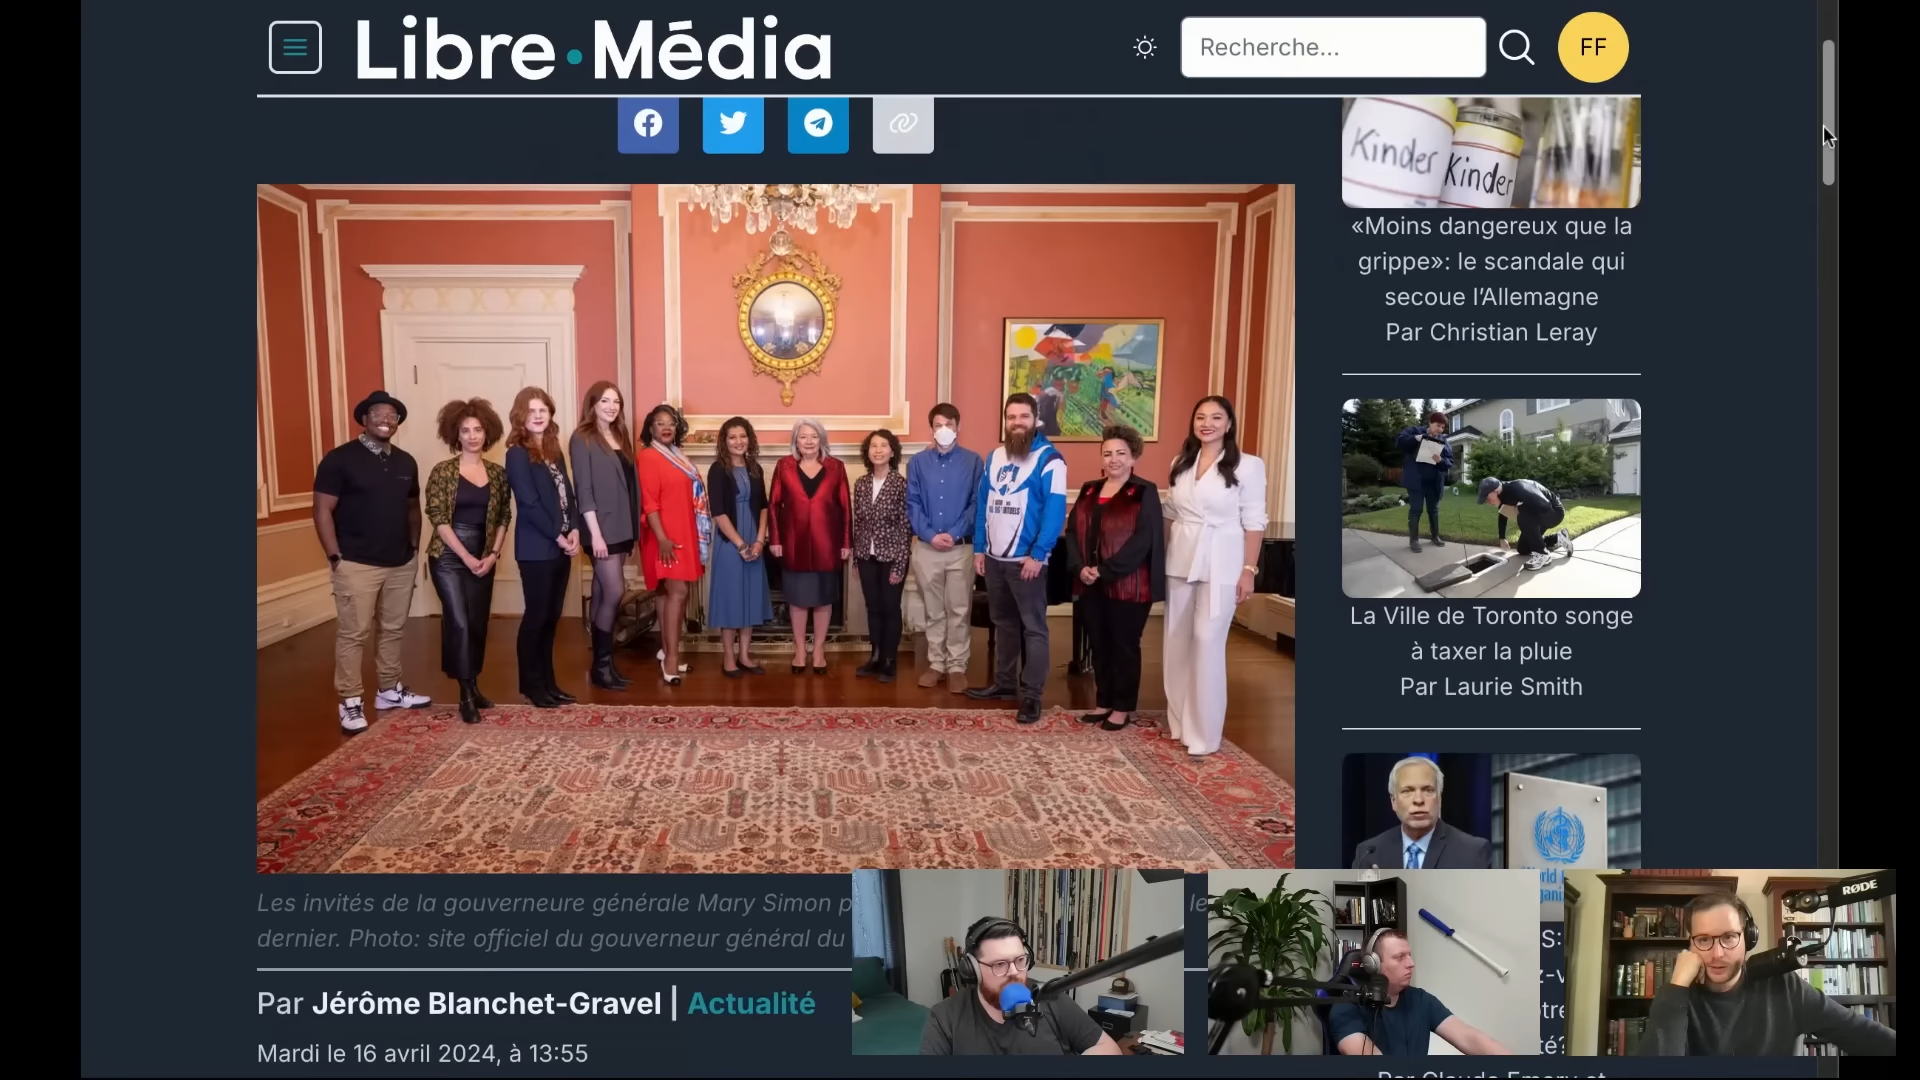 Libre•Média
Recherche...
FF
Kinder
Kinder
«Moins dangereux que la
grippe»: le scandale qui
secoue l'Allemagne
Par Christian Leray
La Ville de Toronto songe
à taxer la pluie
Par Laurie Smith
Les invités de la gouverneure générale Mary Simon
dernier. Photo: site officiel du gouverneur général du
Par Jérôme Blanchet-Gravel | Actualité
Mardi le 16 avril 2024, à 13:55
RØDE